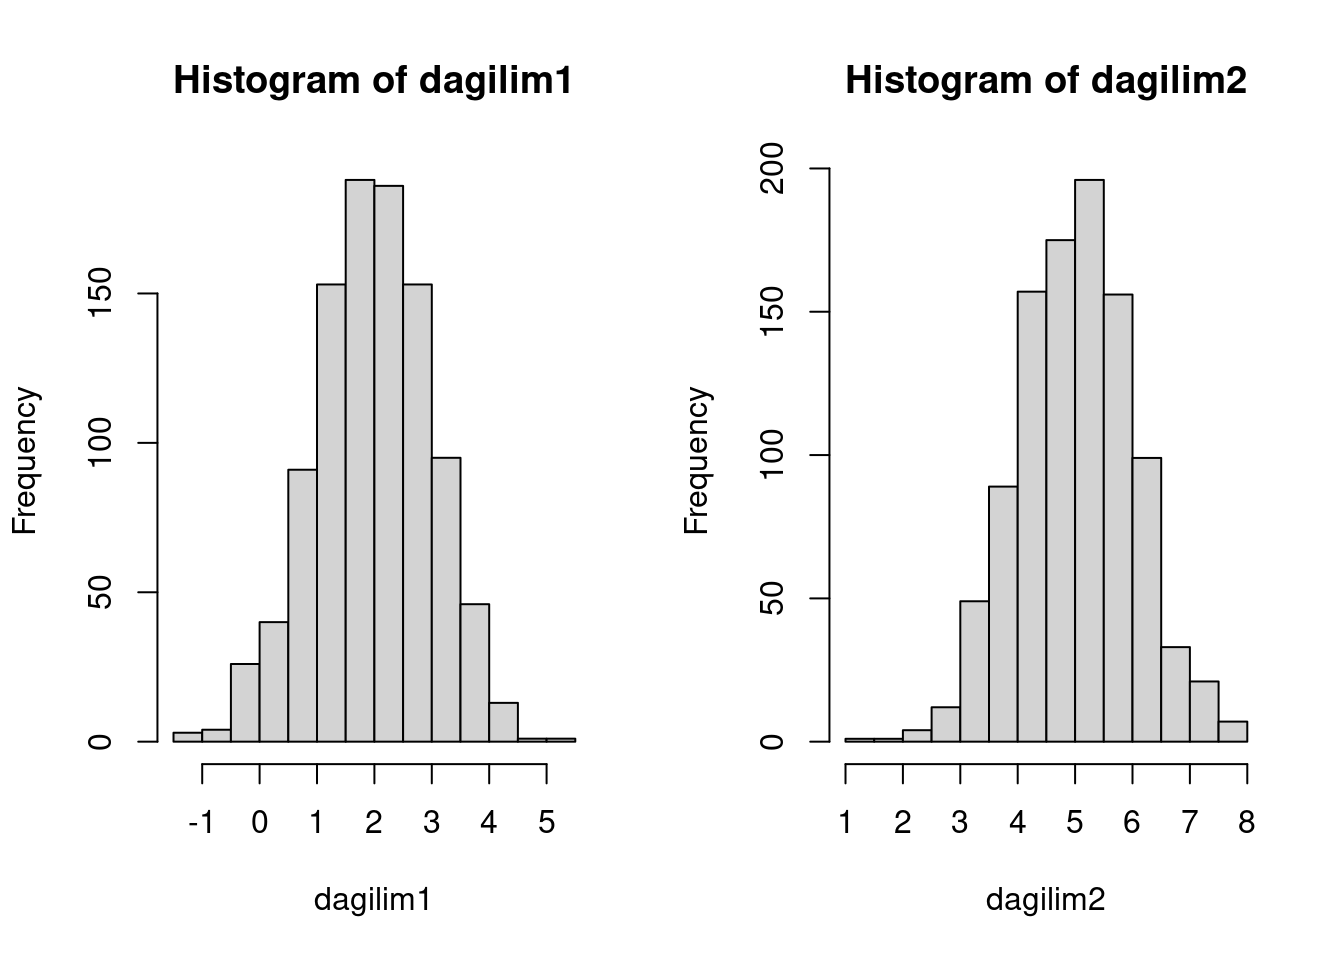 Histogram of dagilim1
Frequency
0
50
100
150
-1 0 1 2 3 4 5
dagilim1
Histogram of dagilim2
Frequency
0
50
100
150
200
1 2 3 4 5 6 7 8
dagilim2